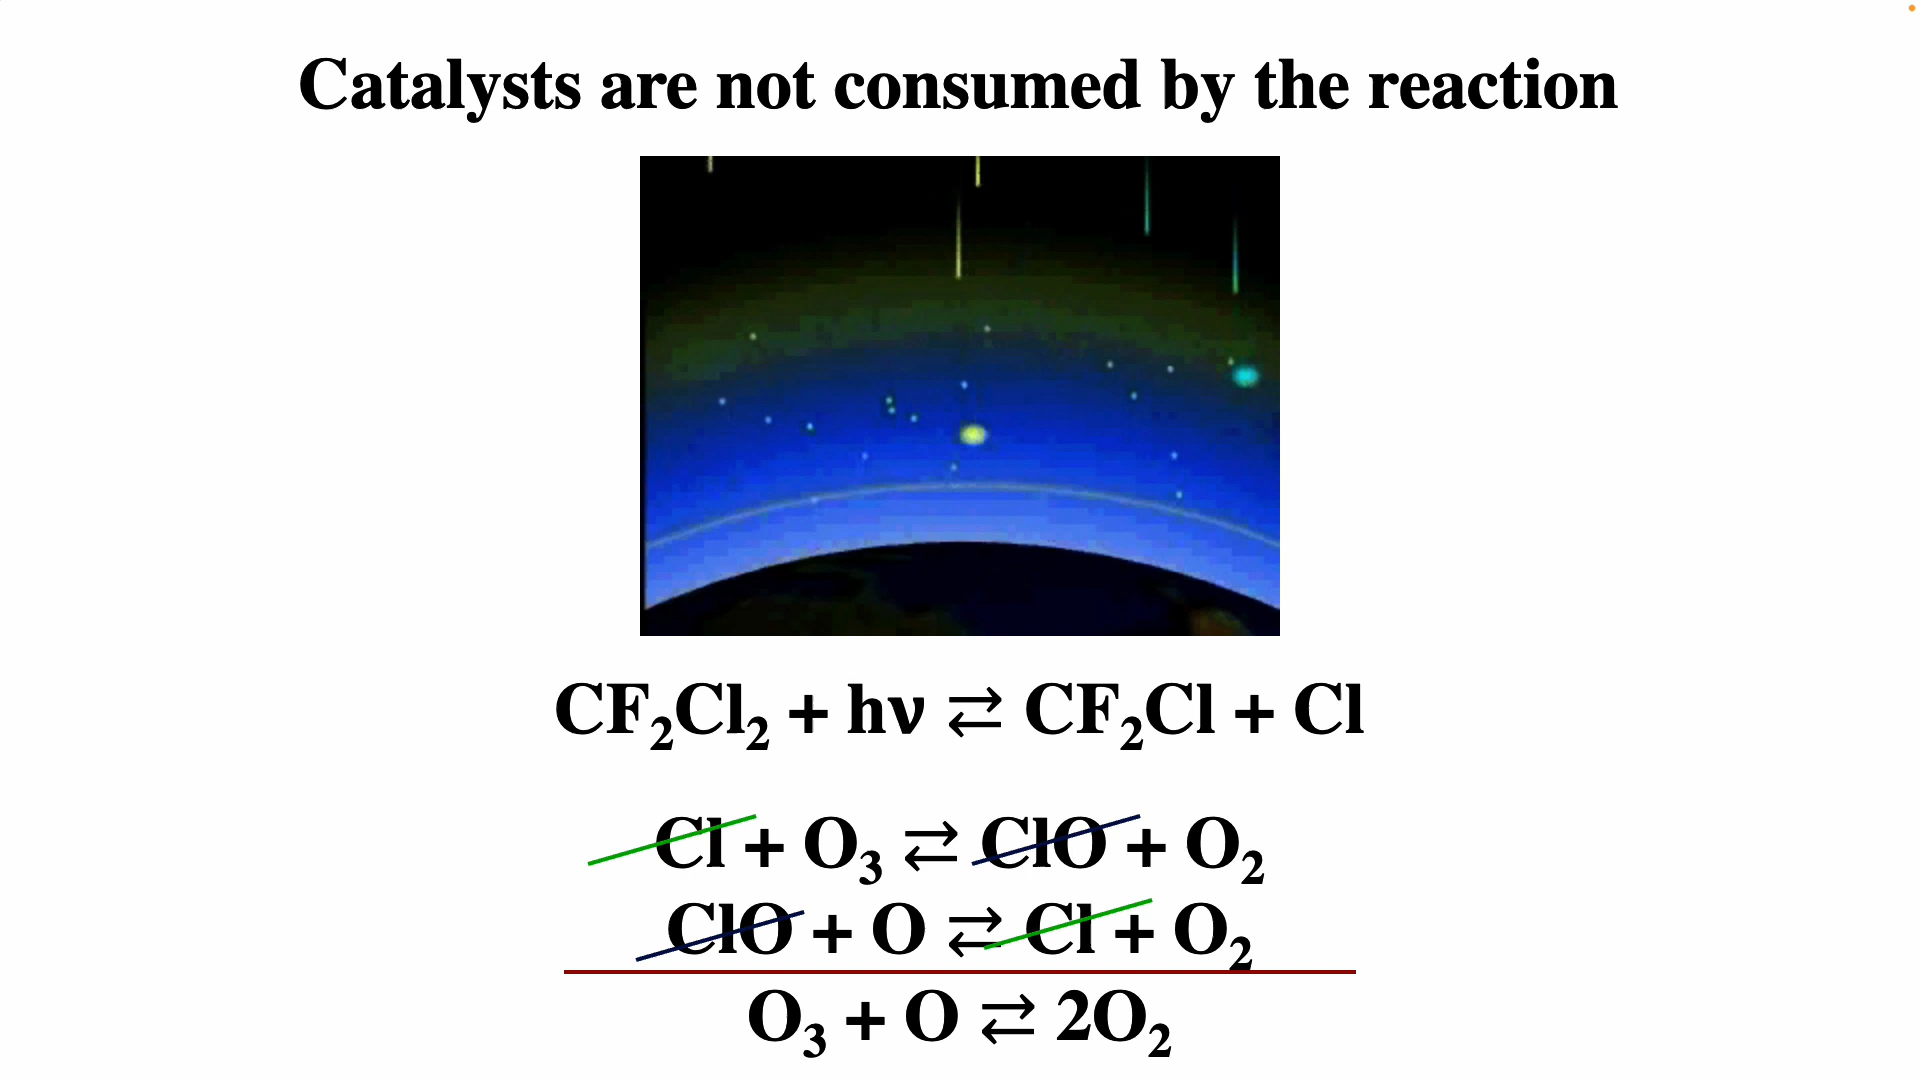 Catalysts are not consumed by the reaction
CF₂Cl₂ + hν ⇄ CF₂Cl + Cl
Cl + O₃ ⇄ ClO + O₂
ClO + O ⇄ Cl + O₂
O₃ + O ⇄ 2O₂